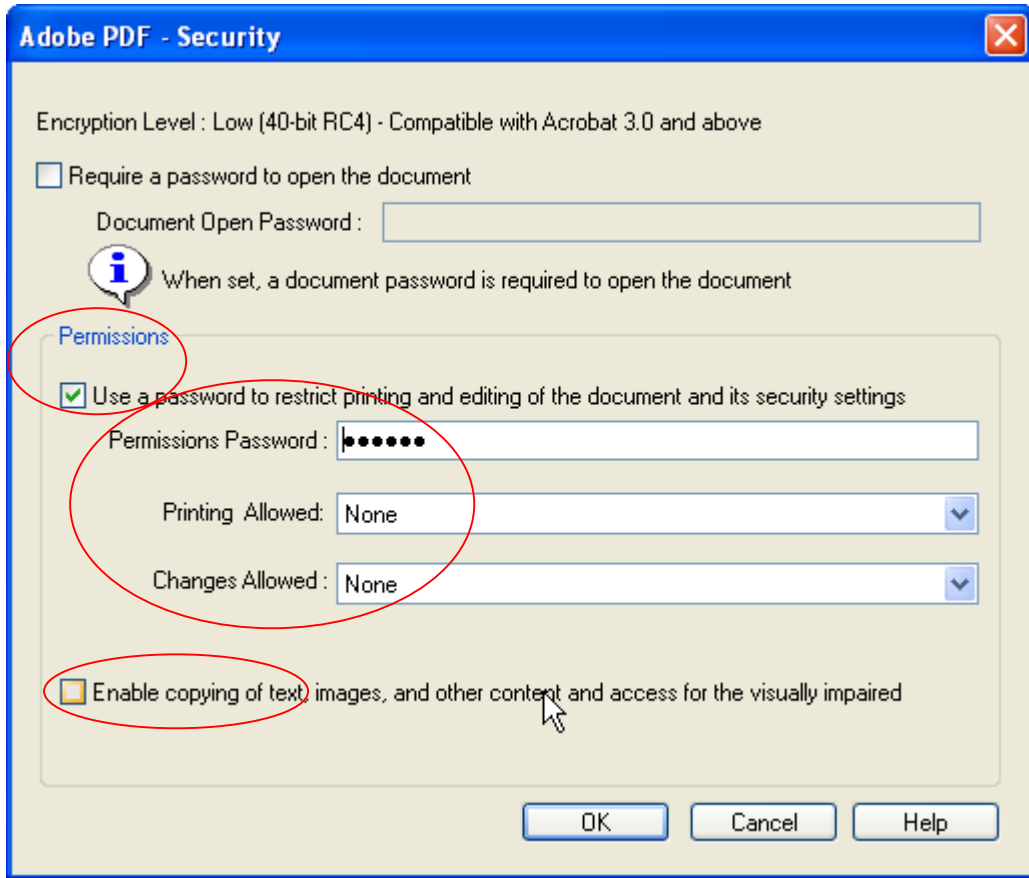 Adobe PDF - Security
Encryption Level : Low (40-bit RC4) - Compatible with Acrobat 3.0 and above
Require a password to open the document
Document Open Password :
When set, a document password is required to open the document
Permissions
Use a password to restrict printing and editing of the document and its security settings
Permissions Password : ••••••
Printing Allowed: None
Changes Allowed : None
Enable copying of text, images, and other content and access for the visually impaired
OK Cancel Help